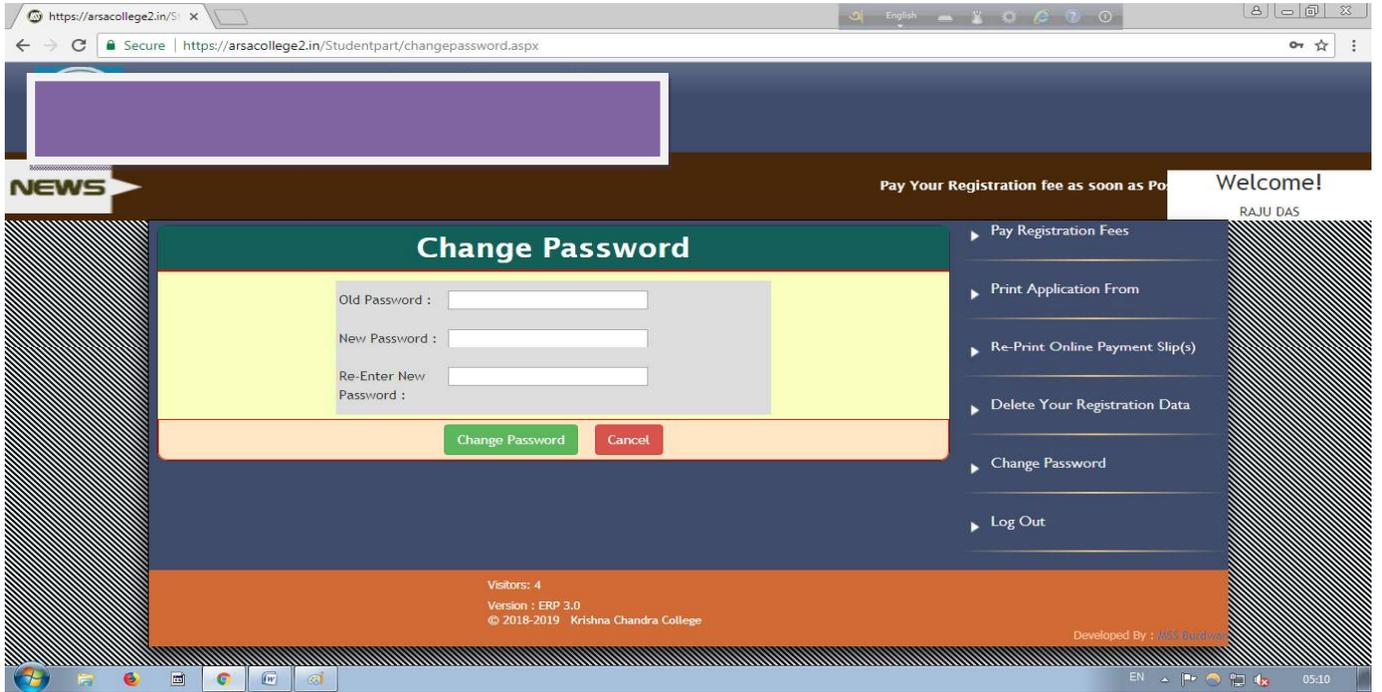 https://arsacollege2.in/St
English
Secure | https://arsacollege2.in/Studentpart/changepassword.aspx
NEWS
Pay Your Registration fee as soon as Po
Welcome!
RAJU DAS
Change Password
Old Password :
New Password :
Re-Enter New
Password :
Change Password Cancel
Pay Registration Fees
Print Application From
Re-Print Online Payment Slip(s)
Delete Your Registration Data
Change Password
Log Out
Visitors: 4
Version : ERP 3.0
© 2018-2019 Krishna Chandra College
Developed By : MSS Burdwan
EN 05:10